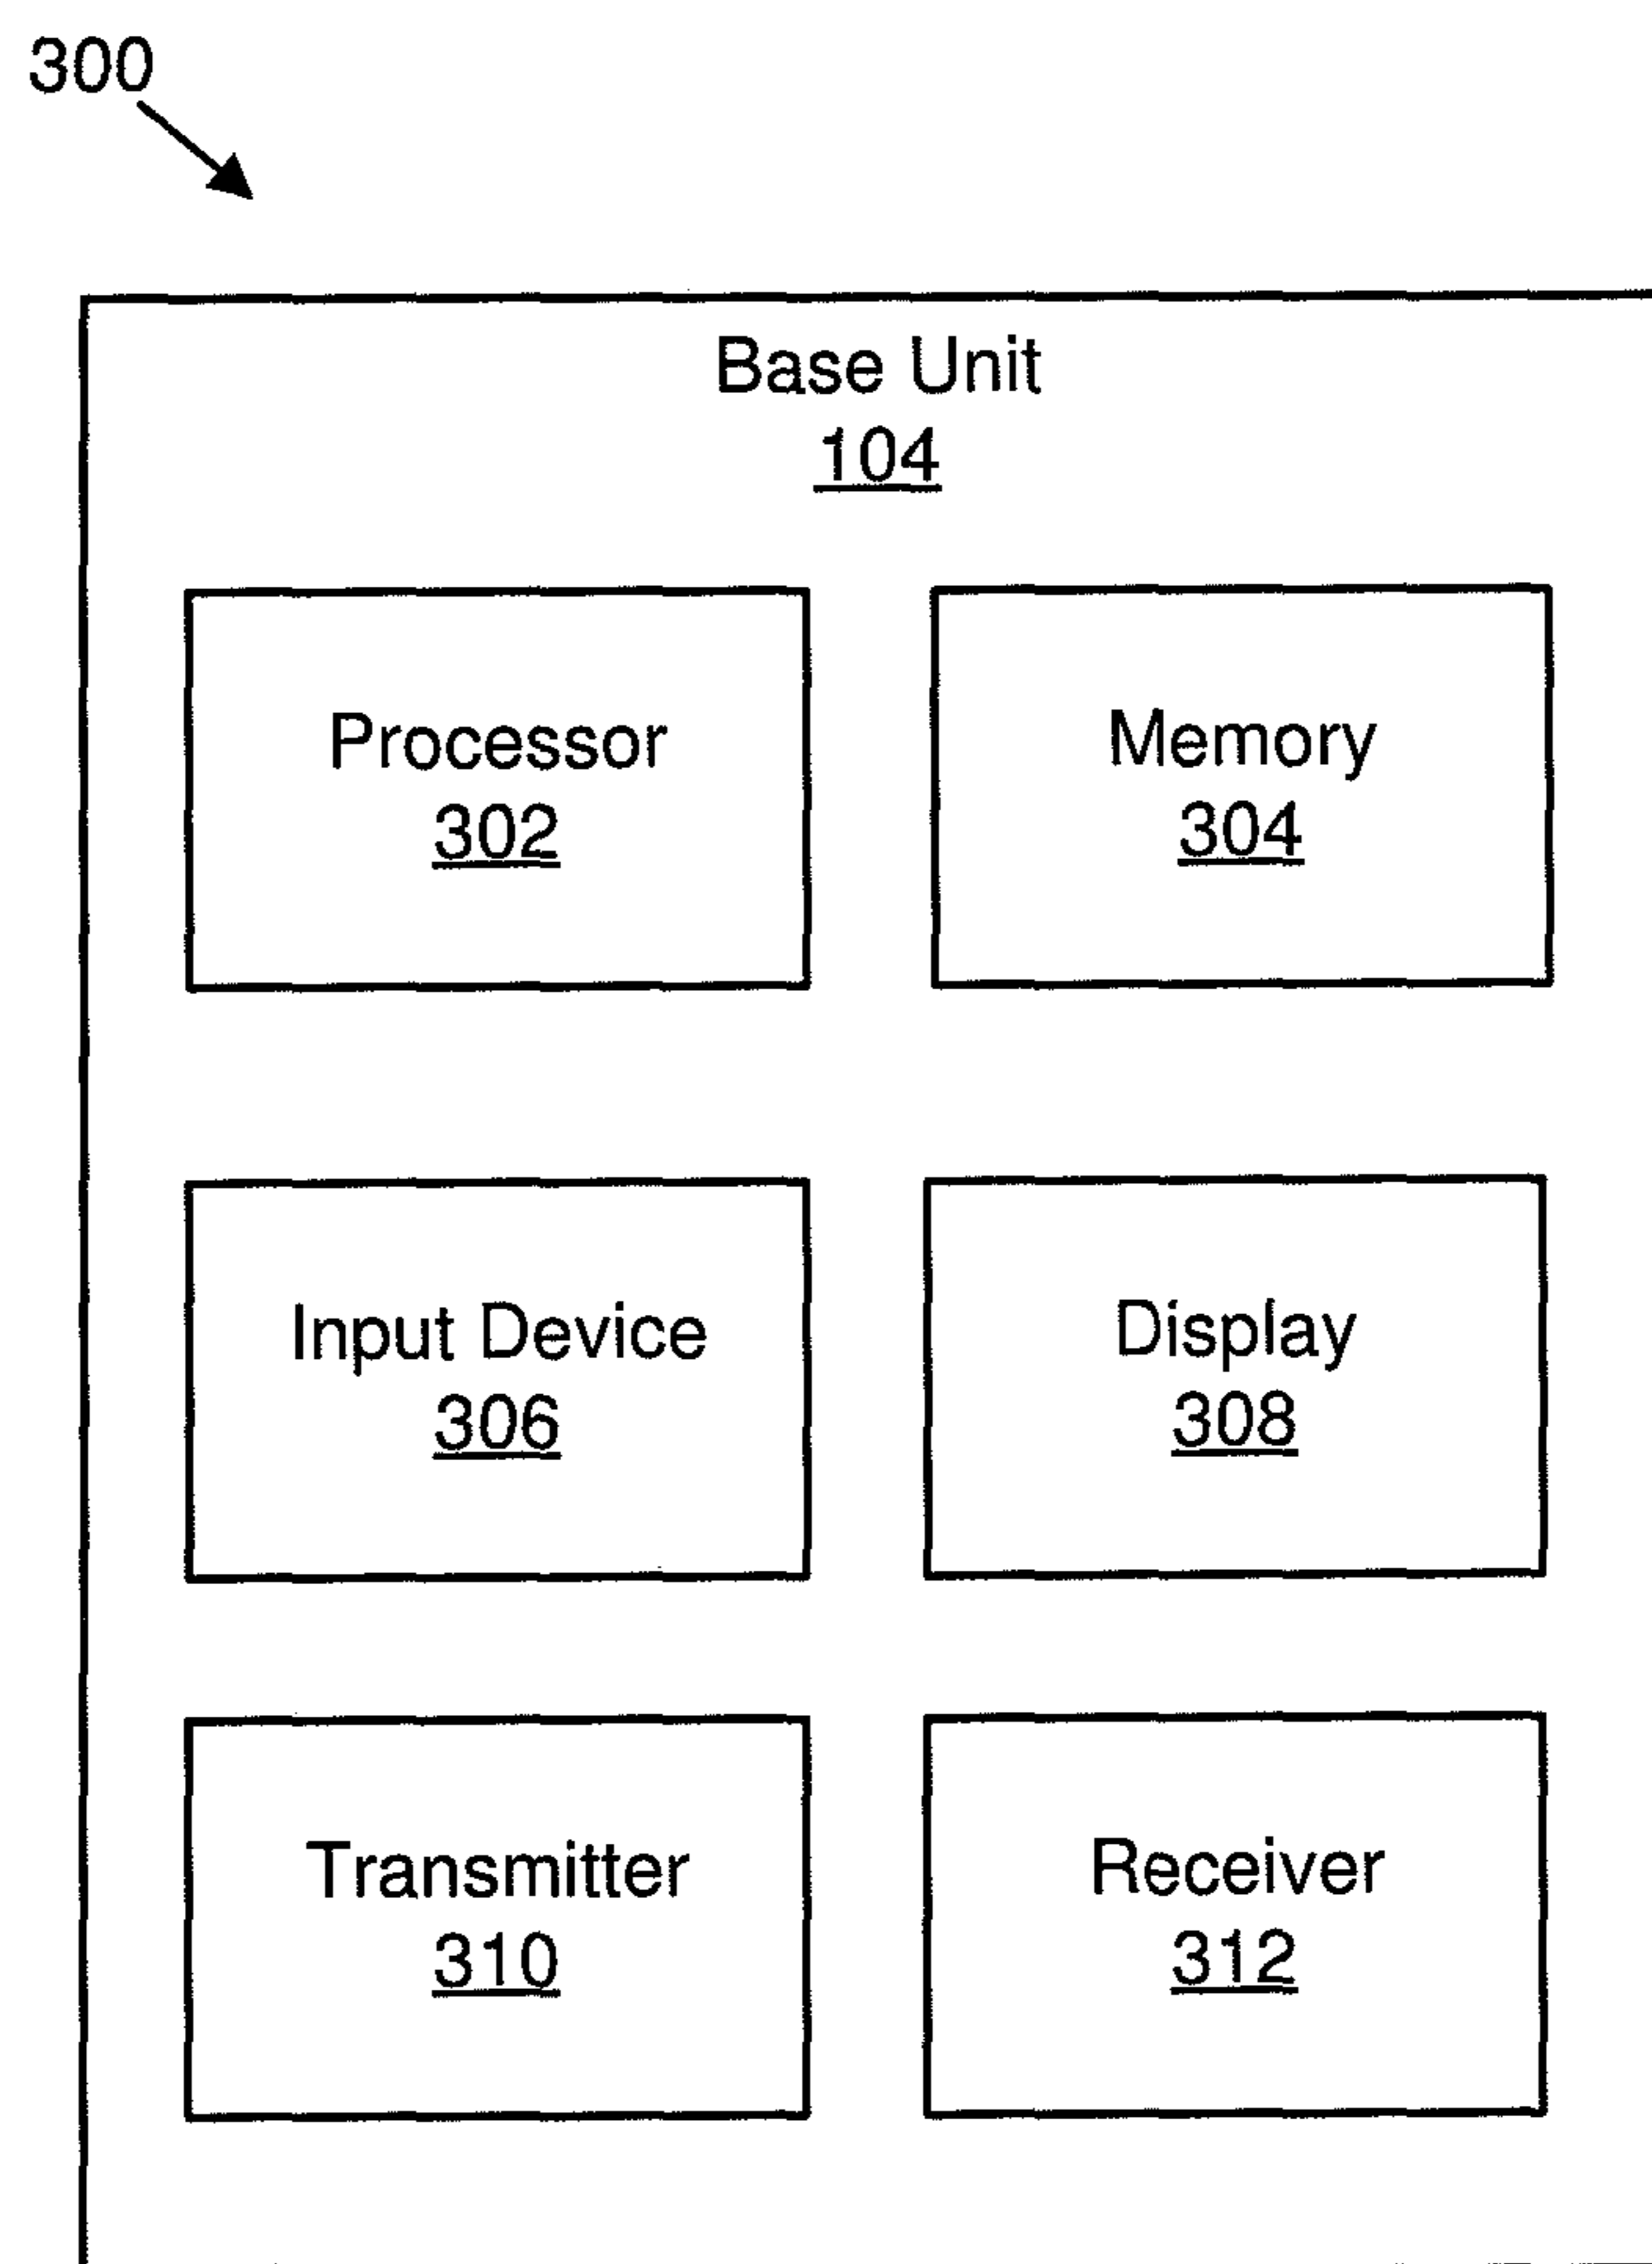 300
Base Unit
104
Processor
302
Memory
304
Input Device
306
Display
308
Transmitter
310
Receiver
312